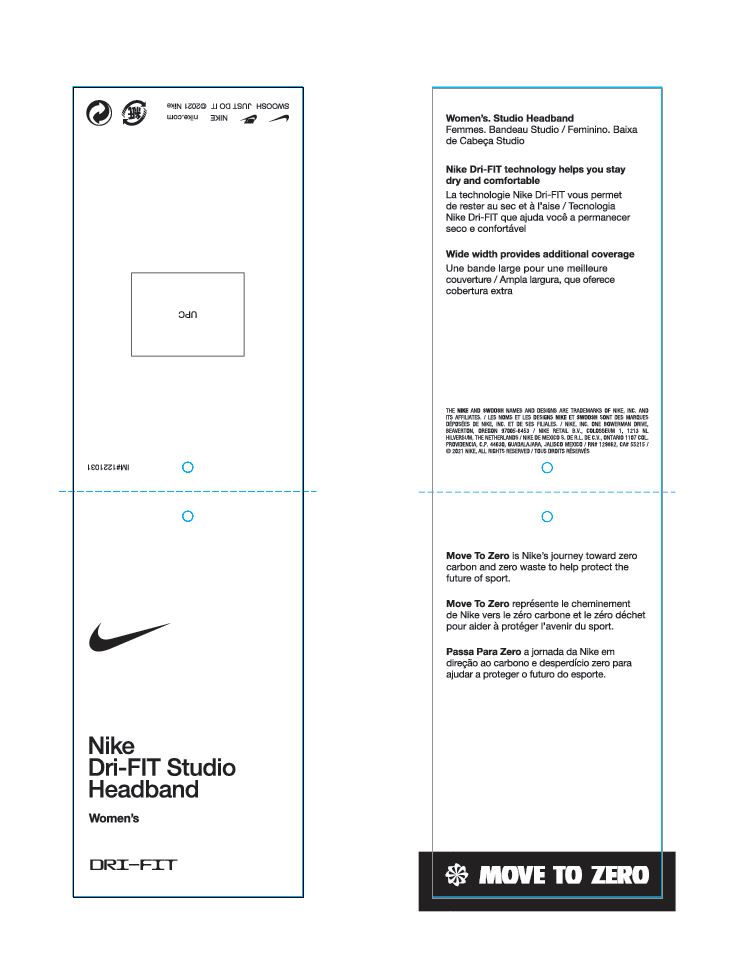 SWOOSH JUST DO IT ©2021 Nike
NIKE nike.com
UPC
IM#1221031
Nike
Dri-FIT Studio
Headband
Women's
DRI-FIT
Women's. Studio Headband
Femmes. Bandeau Studio / Feminino. Baixa
de Cabeça Studio
Nike Dri-FIT technology helps you stay
dry and comfortable
La technologie Nike Dri-FIT vous permet
de rester au sec et à l'aise / Tecnologia
Nike Dri-FIT que ajuda você a permanecer
seco e confortável
Wide width provides additional coverage
Une bande large pour une meilleure
couverture / Ampla largura, que oferece
cobertura extra
THE NIKE AND SWOOSH NAMES AND DESIGNS ARE TRADEMARKS OF NIKE, INC. AND
ITS AFFILIATES. / LES NOMS ET LES DESIGNS NIKE ET SWOOSH SONT DES MARQUES
DÉPOSÉES DE NIKE, INC. ET DE SES FILIALES. / NIKE, INC. ONE BOWERMAN DRIVE,
BEAVERTON, OREGON 97005-6453 / NIKE RETAIL B.V., COLOSSEUM 1, 1213 NL
HILVERSUM, THE NETHERLANDS / NIKE DE MEXICO S. DE R.L. DE C.V., ONTARIO 1107 COL.
PROVIDENCIA, C.P. 44630, GUADALAJARA, JALISCO MEXICO / RN# 129862, CA# 55215 /
© 2021 NIKE, ALL RIGHTS RESERVED / TOUS DROITS RÉSERVÉS
Move To Zero is Nike's journey toward zero
carbon and zero waste to help protect the
future of sport.
Move To Zero représente le cheminement
de Nike vers le zéro carbone et le zéro déchet
pour aider à protéger l'avenir du sport.
Passa Para Zero a jornada da Nike em
direção ao carbono e desperdício zero para
ajudar a proteger o futuro do esporte.
MOVE TO ZERO